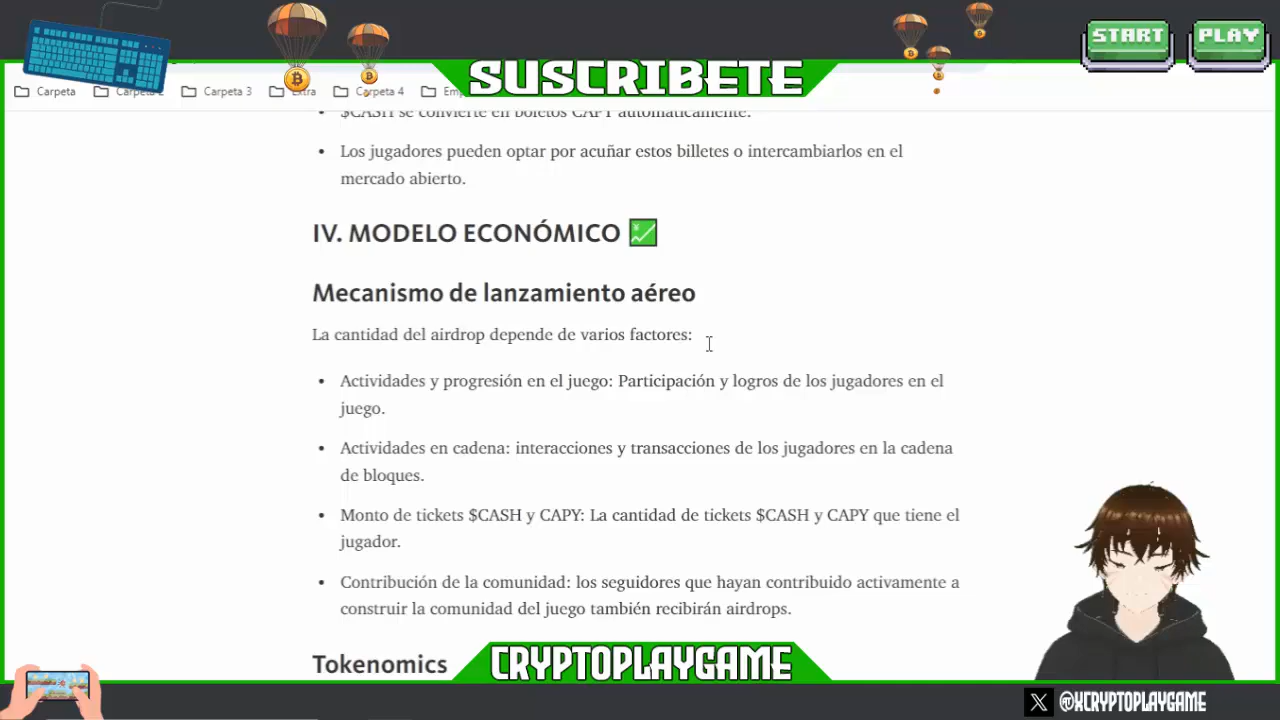 START PLAY
SUSCRIBETE
Carpeta Carpeta 2 Carpeta 3 Extra Carpeta 4
$CASH se convierte en boletos CAPY automáticamente.
Los jugadores pueden optar por acuñar estos billetes o intercambiarlos en el
mercado abierto.
IV. MODELO ECONÓMICO
Mecanismo de lanzamiento aéreo
La cantidad del airdrop depende de varios factores:
Actividades y progresión en el juego: Participación y logros de los jugadores en el
juego.
Actividades en cadena: interacciones y transacciones de los jugadores en la cadena
de bloques.
Monto de tickets $CASH y CAPY: La cantidad de tickets $CASH y CAPY que tiene el
jugador.
Contribución de la comunidad: los seguidores que hayan contribuido activamente a
construir la comunidad del juego también recibirán airdrops.
Tokenomics
CRYPTOPLAYGAME
@XCRYPTOPLAYGAME